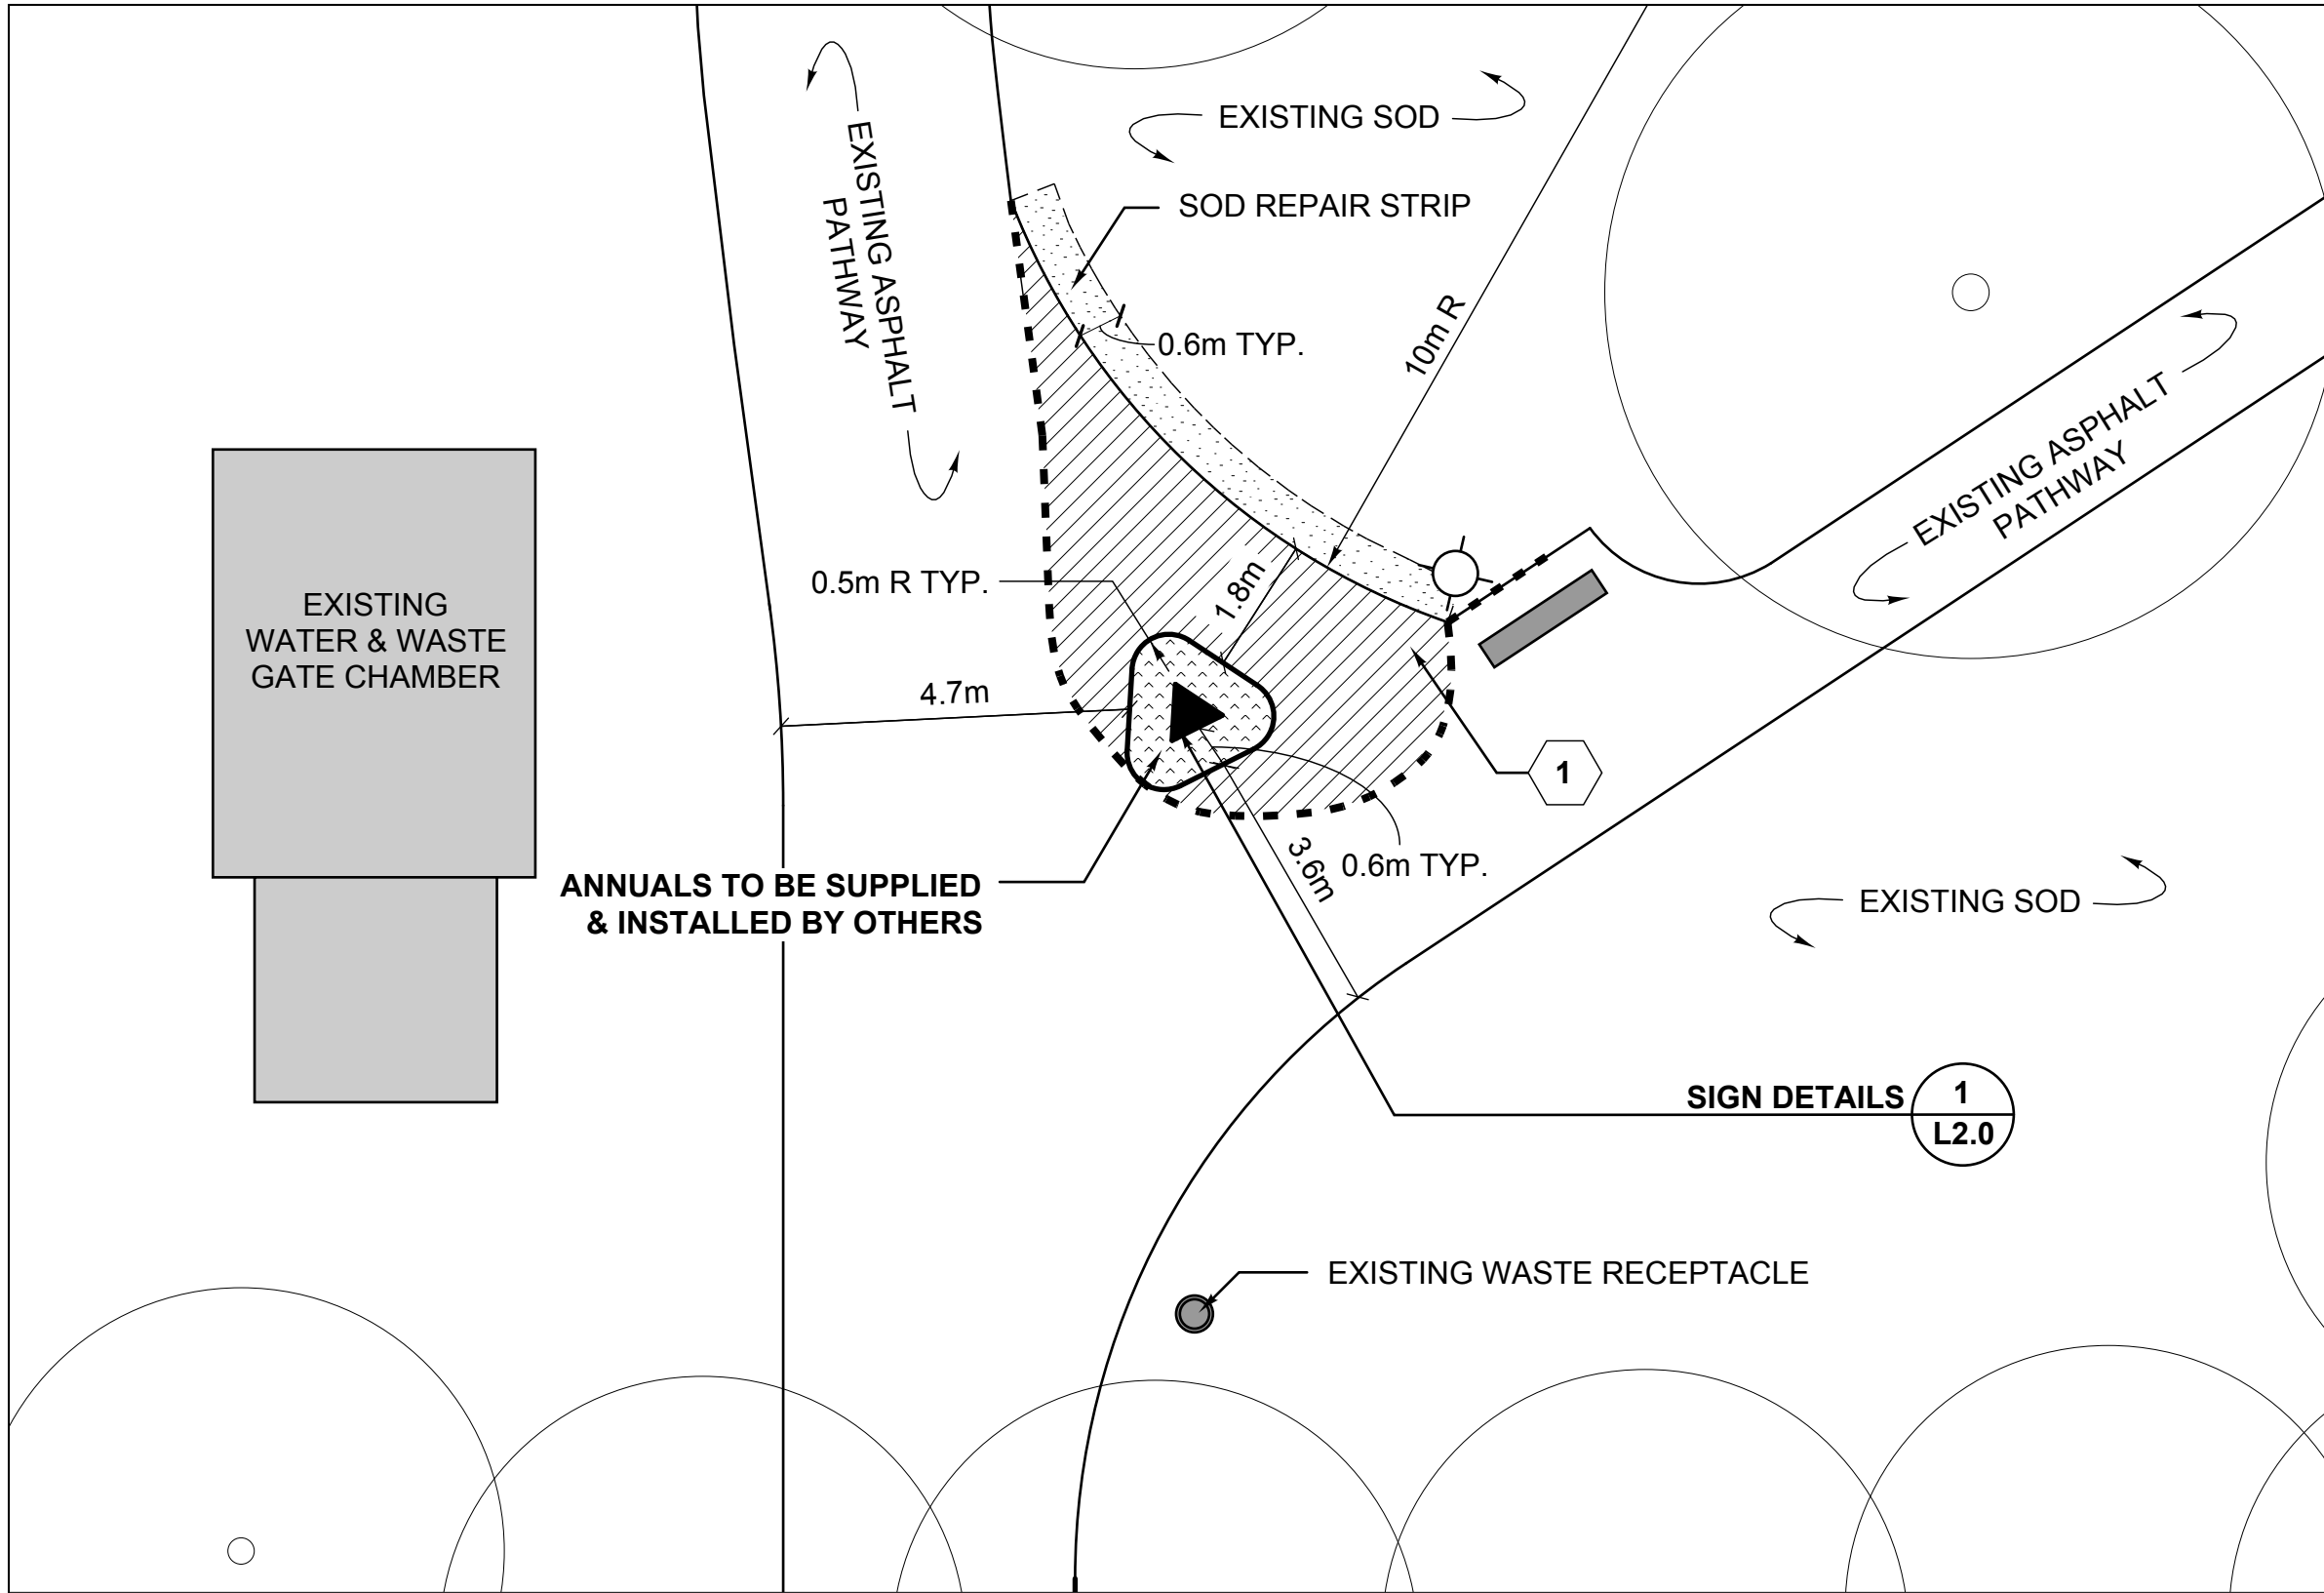 EXISTING SOD
EXISTING ASPHALT
PATHWAY
SOD REPAIR STRIP
0.6m TYP.
10m R
EXISTING ASPHALT
PATHWAY
0.5m R TYP.
1.8m
EXISTING
WATER & WASTE
GATE CHAMBER
4.7m
1
3.6m
0.6m TYP.
ANNUALS TO BE SUPPLIED
& INSTALLED BY OTHERS
EXISTING SOD
SIGN DETAILS
1
L2.0
EXISTING WASTE RECEPTACLE